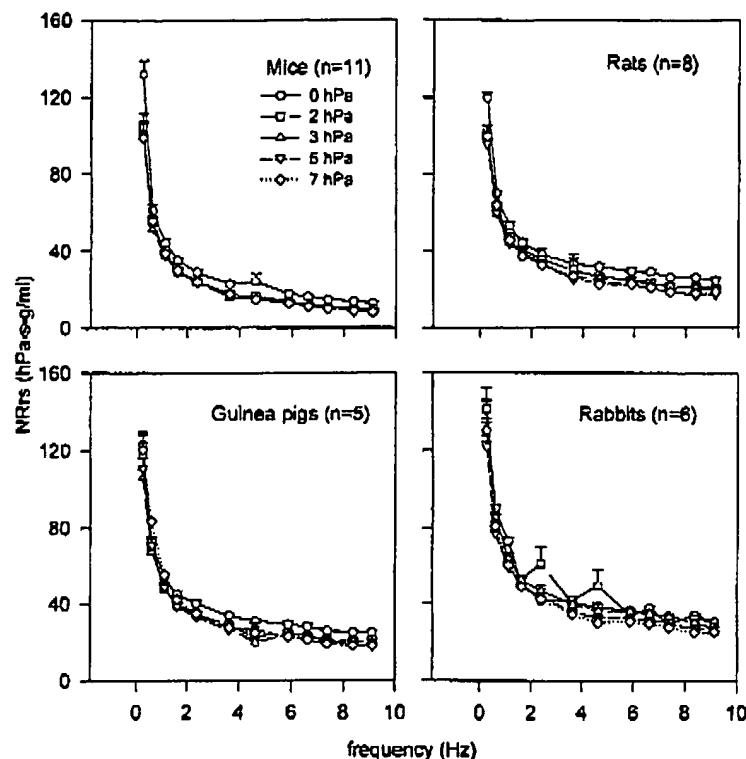 160
120
80
40
0
Mice (n=11)
0 hPa
2 hPa
3 hPa
5 hPa
7 hPa
Rats (n=8)
NRrs (hPa•s•g/ml)
160
120
80
40
0
Guinea pigs (n=5)
Rabbits (n=6)
0 2 4 6 8 10
0 2 4 6 8 10
frequency (Hz)